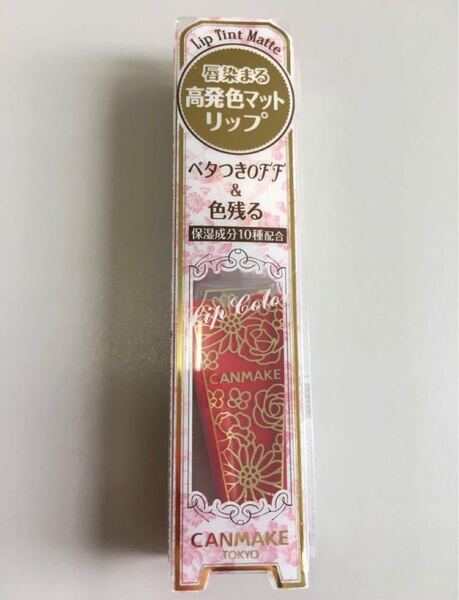 Lip Tint Matte
唇染まる
高発色マット
リップ
ベタつきOFF
&
色残る
保湿成分10種配合
Lip Colo
CANMAKE
CANMAKE
TOKYO